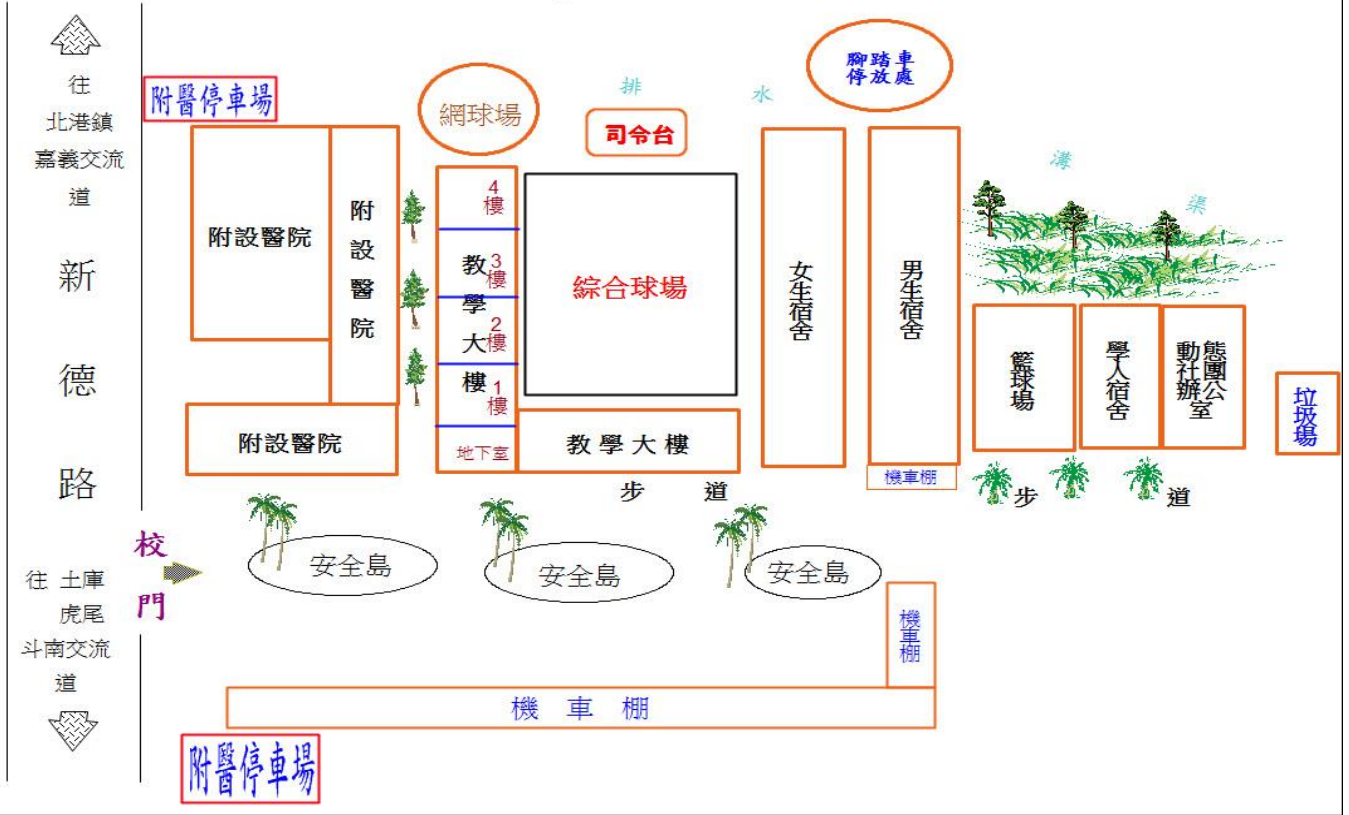 往
北港鎮
嘉義交流
道
新
德
路
往 土庫
虎尾
斗南交流
道
校
門
附醫停車場
附設醫院
附設醫院
附設醫院
網球場
4樓
3樓
2樓
1樓
地下室
教學大樓
排
水
溝
渠
司令台
綜合球場
教學大樓
女生宿舍
男生宿舍
機車棚
腳踏車
停放處
籃球場
學人宿舍
動態社團辦公室
垃圾場
步 道
步 道
安全島
安全島
安全島
機車棚
機車棚
附醫停車場